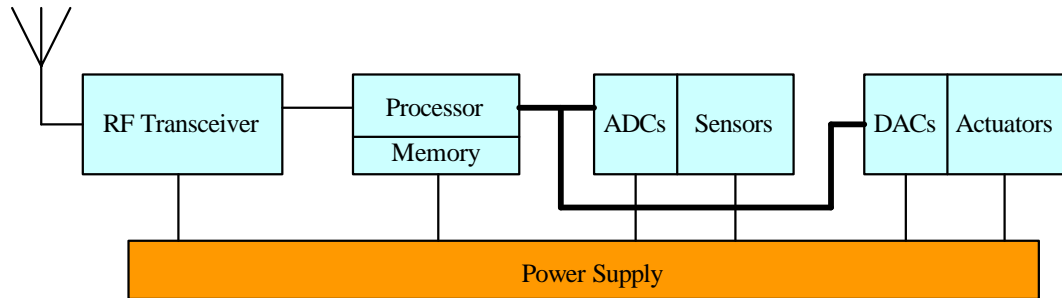 RF Transceiver
Processor
Memory
ADCs
Sensors
DACs
Actuators
Power Supply